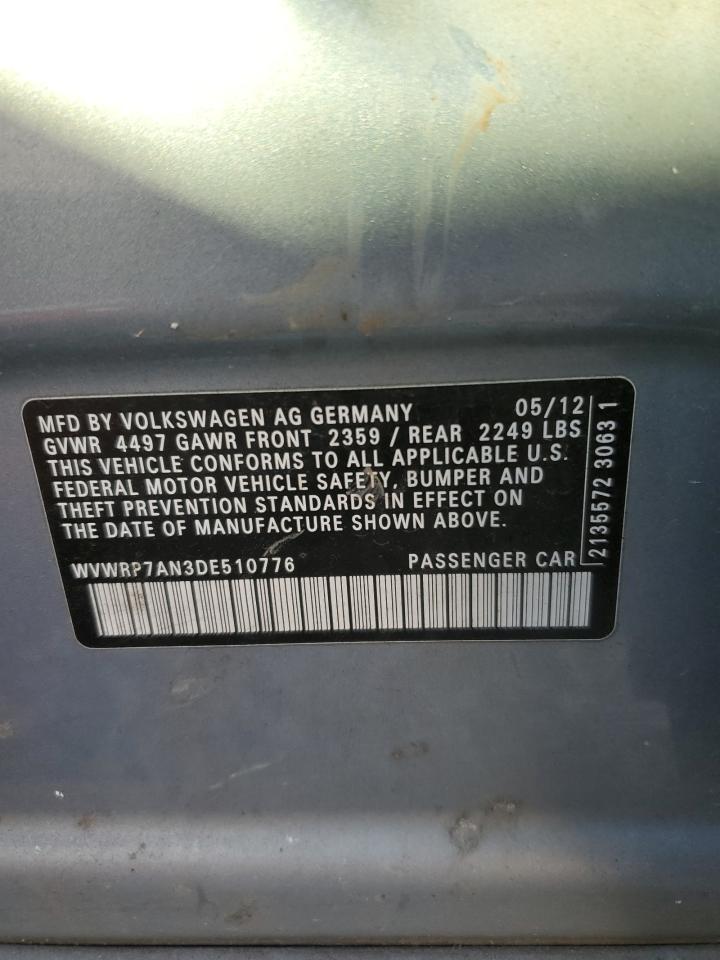 MFD BY VOLKSWAGEN AG GERMANY 05/12
GVWR 4497 GAWR FRONT 2359 / REAR 2249 LBS
THIS VEHICLE CONFORMS TO ALL APPLICABLE U.S.
FEDERAL MOTOR VEHICLE SAFETY, BUMPER AND
THEFT PREVENTION STANDARDS IN EFFECT ON
THE DATE OF MANUFACTURE SHOWN ABOVE.
WVWRP7AN3DE510776 PASSENGER CAR
2135572 3063 1